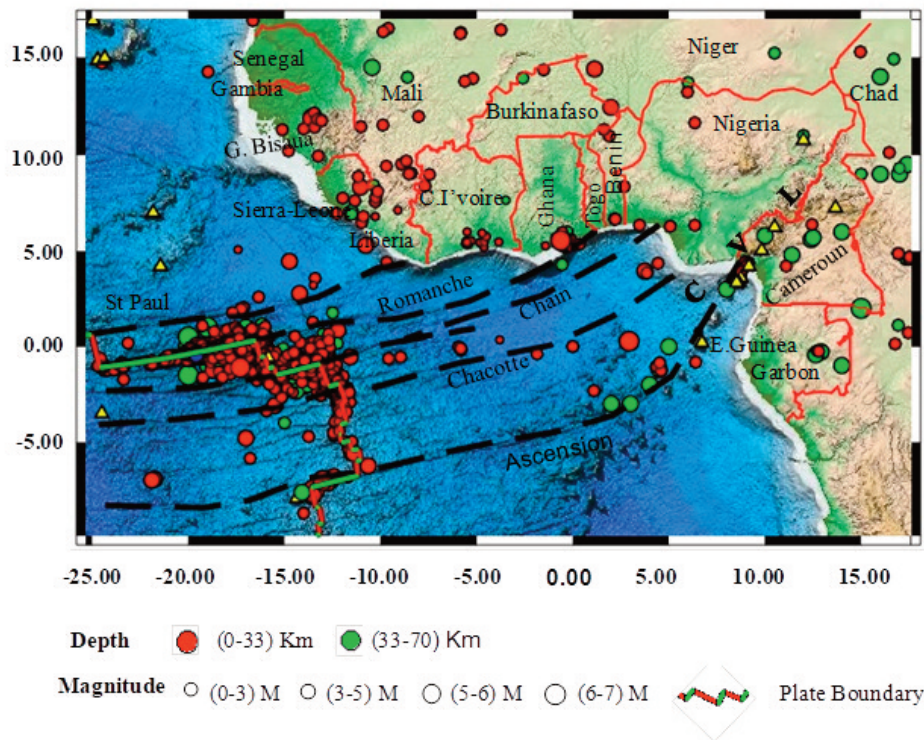 15.00
10.00
5.00
0.00
-5.00
Senegal
Gambia
G. Bishua
Mali
Niger
Chad
Burkinafaso
Nigeria
Sierra-Leone
Liberia
C.I’voire
Ghana
Togo
Benin
C V L
Cameroun
St Paul
Romanche
Chain
Chacotte
Ascension
E.Guinea
Garbon
-25.00 -20.00 -15.00 -10.00 -5.00 0.00 5.00 10.00 15.00
Depth (0-33) Km (33-70) Km
Magnitude (0-3) M (3-5) M (5-6) M (6-7) M Plate Boundary